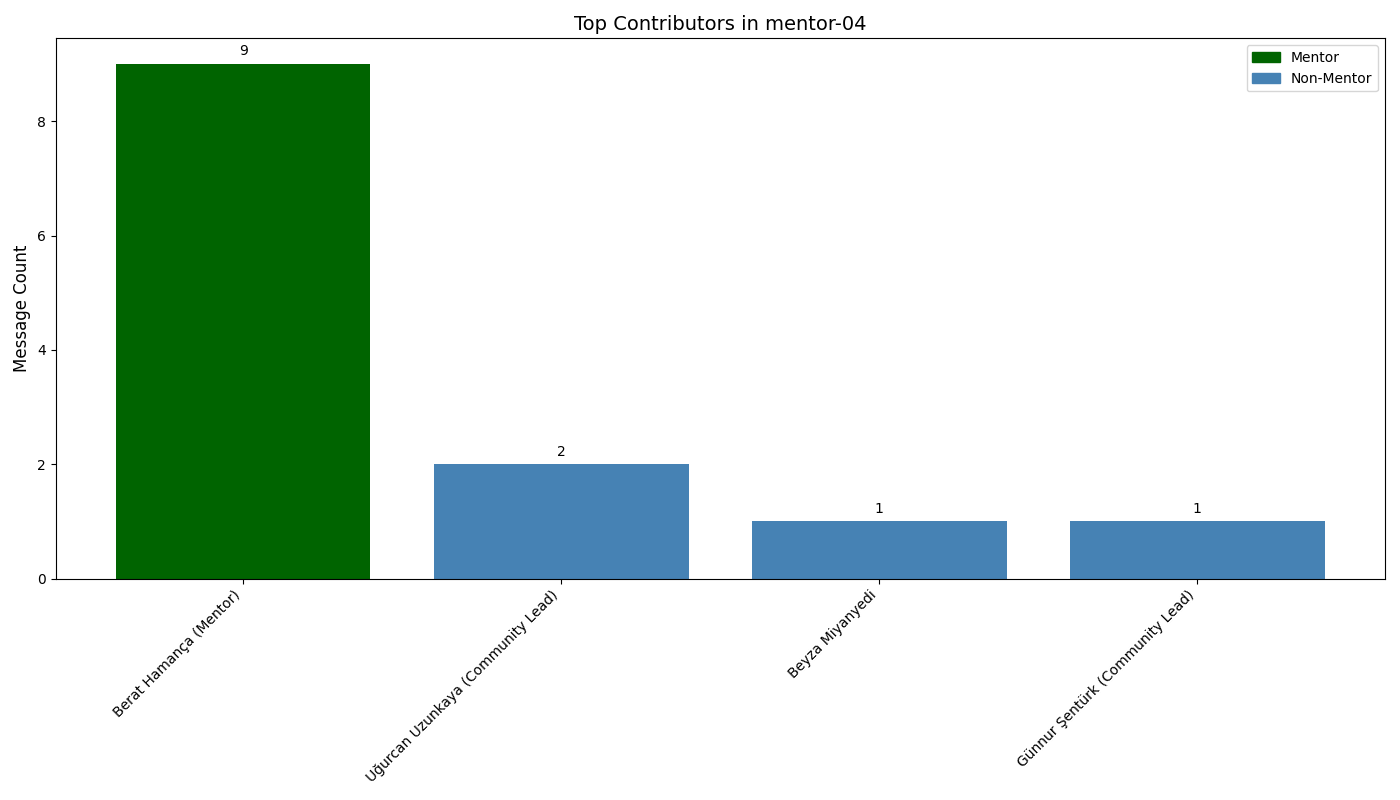 Top Contributors in mentor-04
Mentor
Non-Mentor
Message Count
8
6
4
2
0
9
2
1
1
Berat Hamança (Mentor)
Uğurcan Uzunkaya (Community Lead)
Beyza Miyanyedi
Günnur Şentürk (Community Lead)